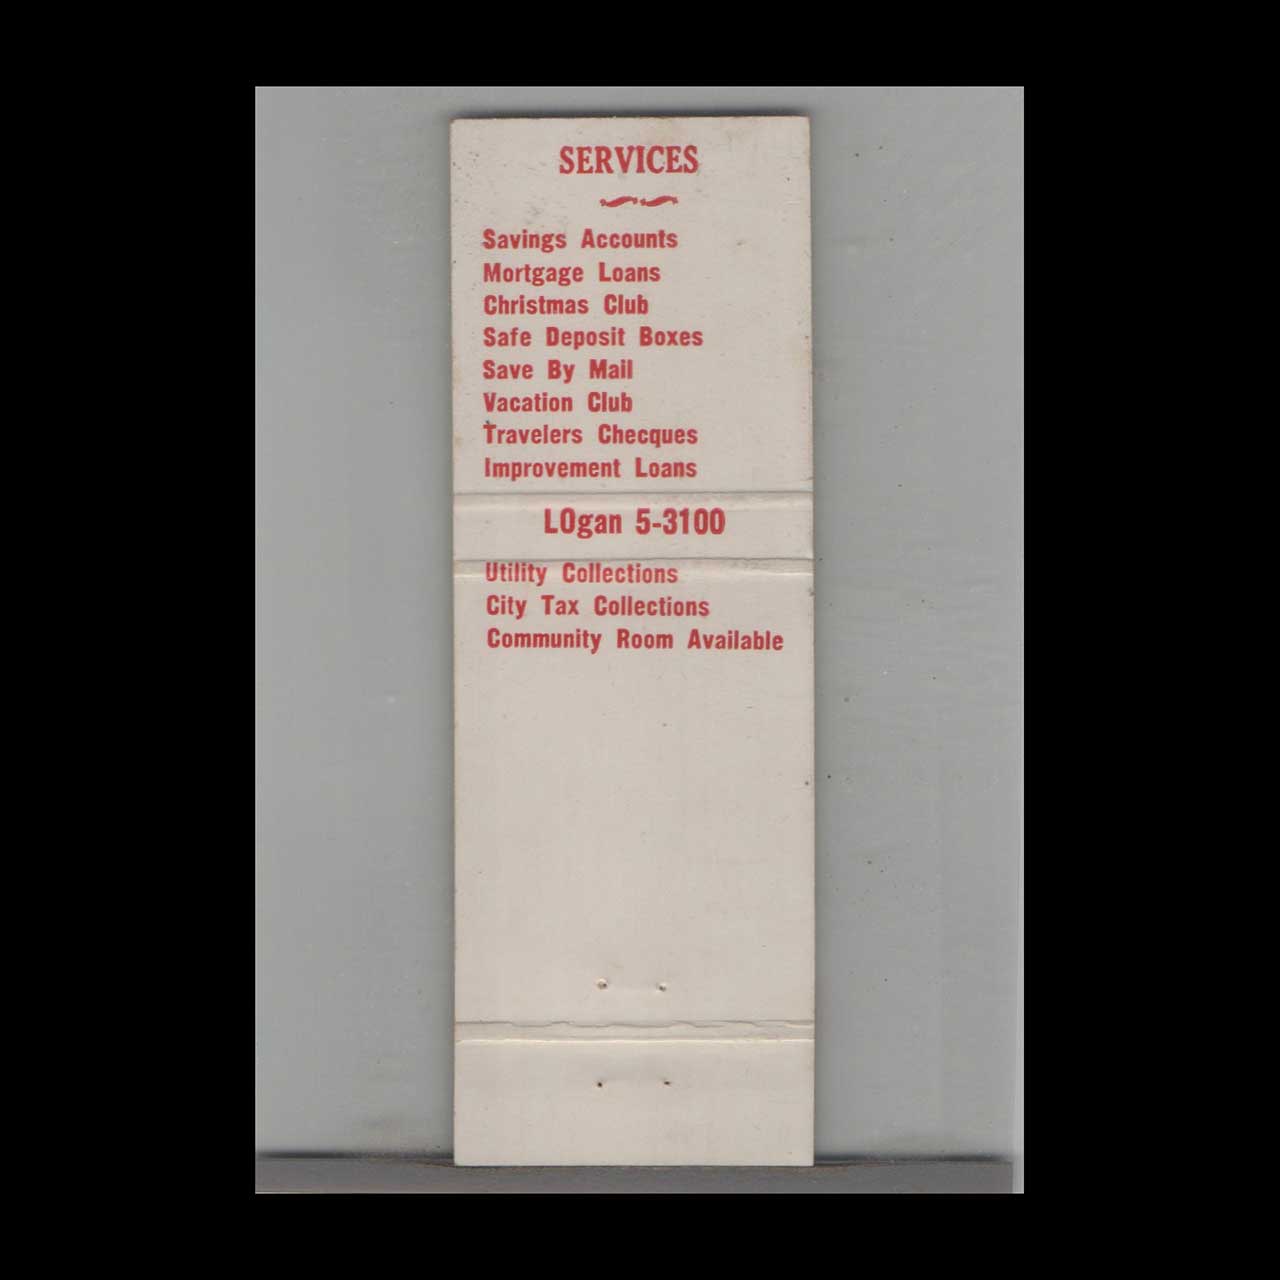 SERVICES
Savings Accounts
Mortgage Loans
Christmas Club
Safe Deposit Boxes
Save By Mail
Vacation Club
Travelers Checques
Improvement Loans
LOgan 5-3100
Utility Collections
City Tax Collections
Community Room Available